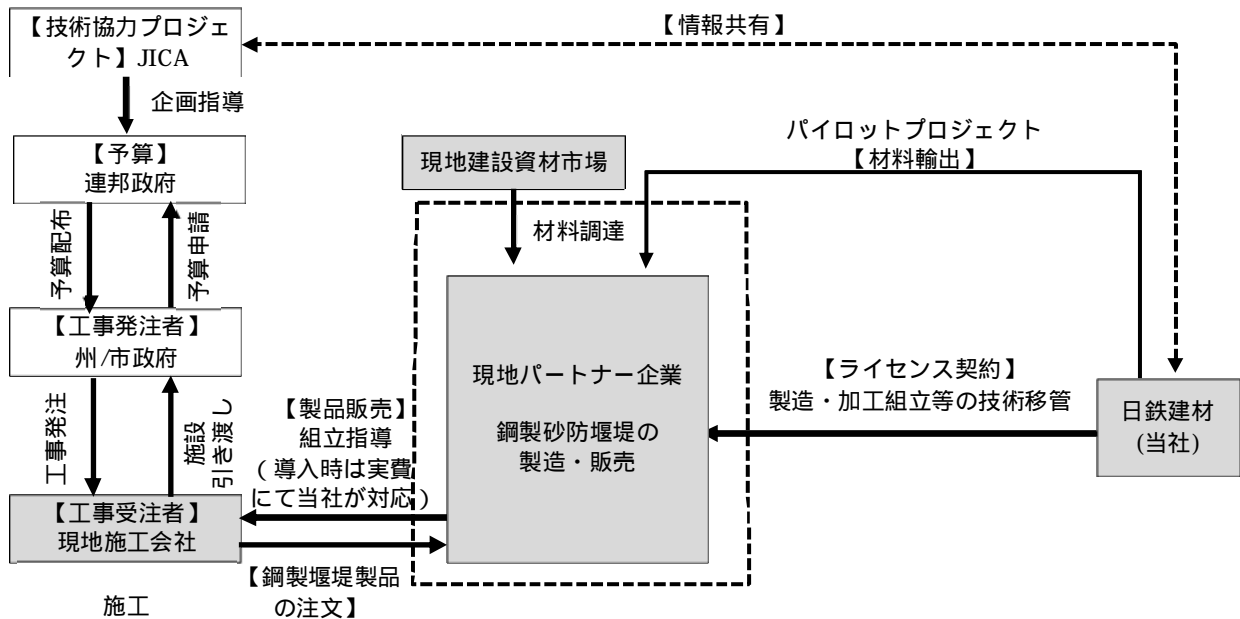 【技術協力プロジェ
クト】JICA
【情報共有】
企画指導
【予算】
連邦政府
予算配布
予算申請
【工事発注者】
州/市政府
工事発注
施設
引き渡し
【工事受注者】
現地施工会社
施工
現地建設資材市場
材料調達
パイロットプロジェクト
【材料輸出】
現地パートナー企業
鋼製砂防堰堤の
製造・販売
【製品販売】
組立指導
(導入時は実費
にて当社が対応)
【鋼製堰堤製品
の注文】
【ライセンス契約】
製造・加工組立等の技術移管
日鉄建材
(当社)